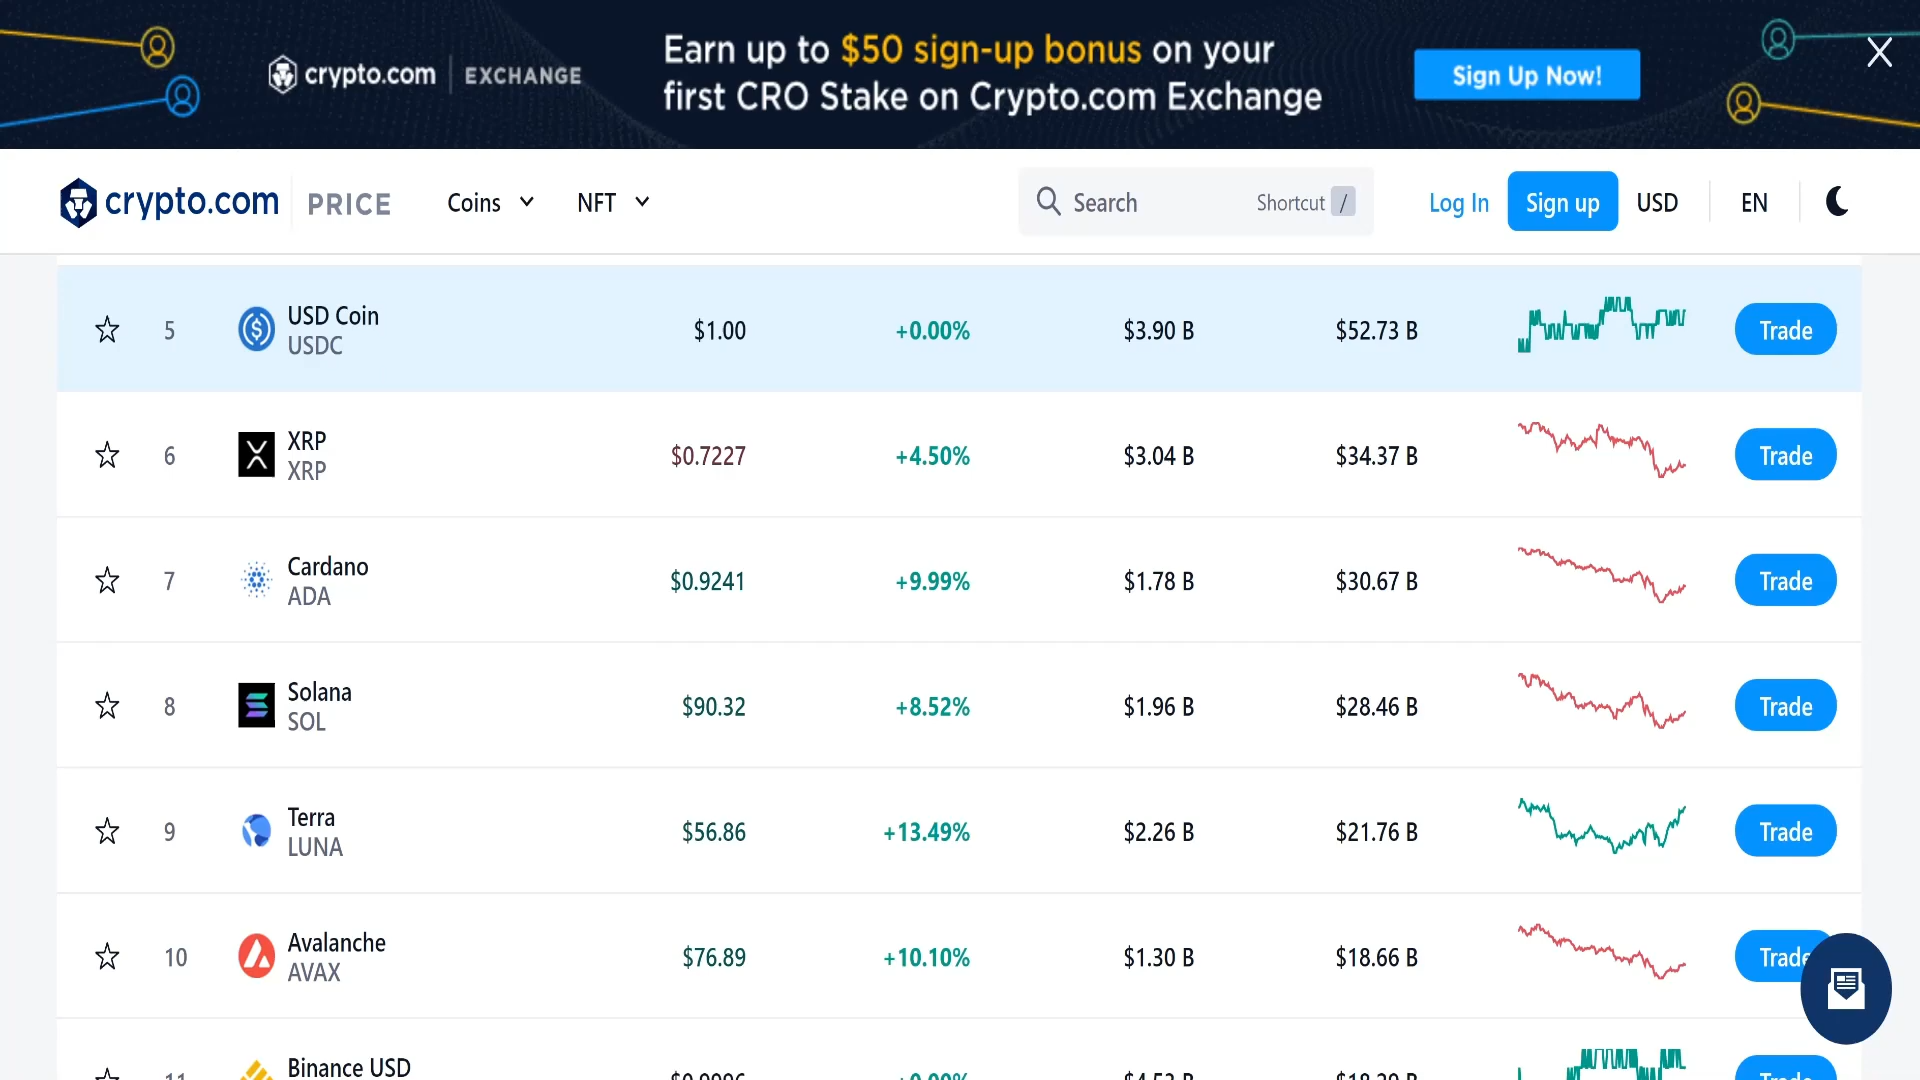 crypto.com EXCHANGE
Earn up to $50 sign-up bonus on your
first CRO Stake on Crypto.com Exchange
Sign Up Now!
crypto.com PRICE Coins NFT Search Shortcut / Log In Sign up USD EN
5 USD Coin USDC $1.00 +0.00% $3.90 B $52.73 B Trade
6 XRP XRP $0.7227 +4.50% $3.04 B $34.37 B Trade
7 Cardano ADA $0.9241 +9.99% $1.78 B $30.67 B Trade
8 Solana SOL $90.32 +8.52% $1.96 B $28.46 B Trade
9 Terra LUNA $56.86 +13.49% $2.26 B $21.76 B Trade
10 Avalanche AVAX $76.89 +10.10% $1.30 B $18.66 B Trade
11 Binance USD +0.00% Trade